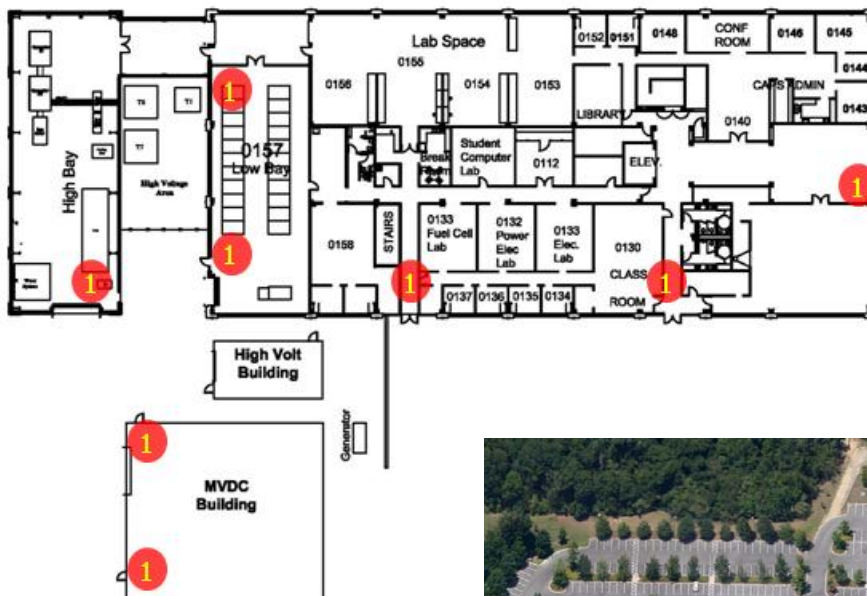 0152
0151
0148
CONF
ROOM
0146
0145
Lab Space
0155
0156
0154
0153
0144
CAPS ADMIN
0143
LIBRARY
0140
1
0157
Low Bay
High Bay
High Voltage
Area
Break
Room
Student
Computer
Lab
0112
ELEV.
1
1
0158
STAIRS
0133
Fuel Cell
Lab
0132
Power
Elec
Lab
0133
Elec.
Lab
0130
CLASS
ROOM
1
1
1
0137
0136
0135
0134
High Volt
Building
Generator
1
MVDC
Building
1